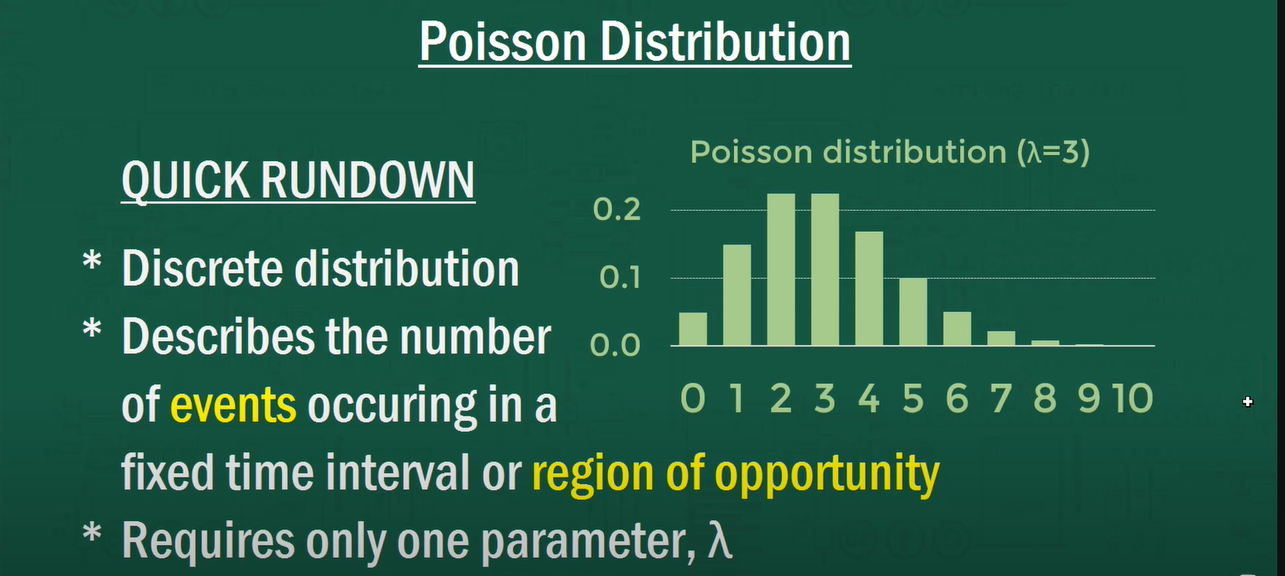 Poisson Distribution
QUICK RUNDOWN
* Discrete distribution
* Describes the number
of events occuring in a
fixed time interval or region of opportunity
* Requires only one parameter, λ
Poisson distribution (λ=3)
0.2
0.1
0.0
0 1 2 3 4 5 6 7 8 9 10